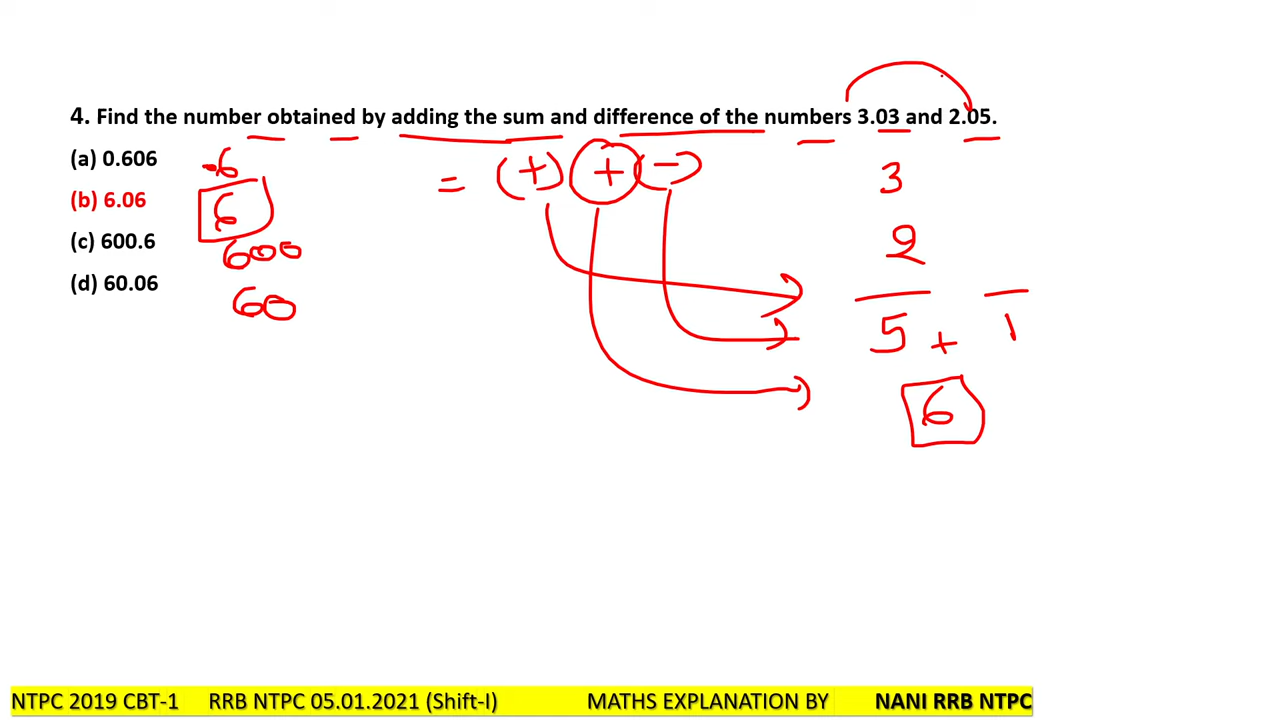 4. Find the number obtained by adding the sum and difference of the numbers 3.03 and 2.05.
(a) 0.606
.6
= (+) + (-)
3
(b) 6.06
6
2
(c) 600.6
600
(d) 60.06
60
5 + 1
6
NTPC 2019 CBT-1 RRB NTPC 05.01.2021 (Shift-I) MATHS EXPLANATION BY NANI RRB NTPC